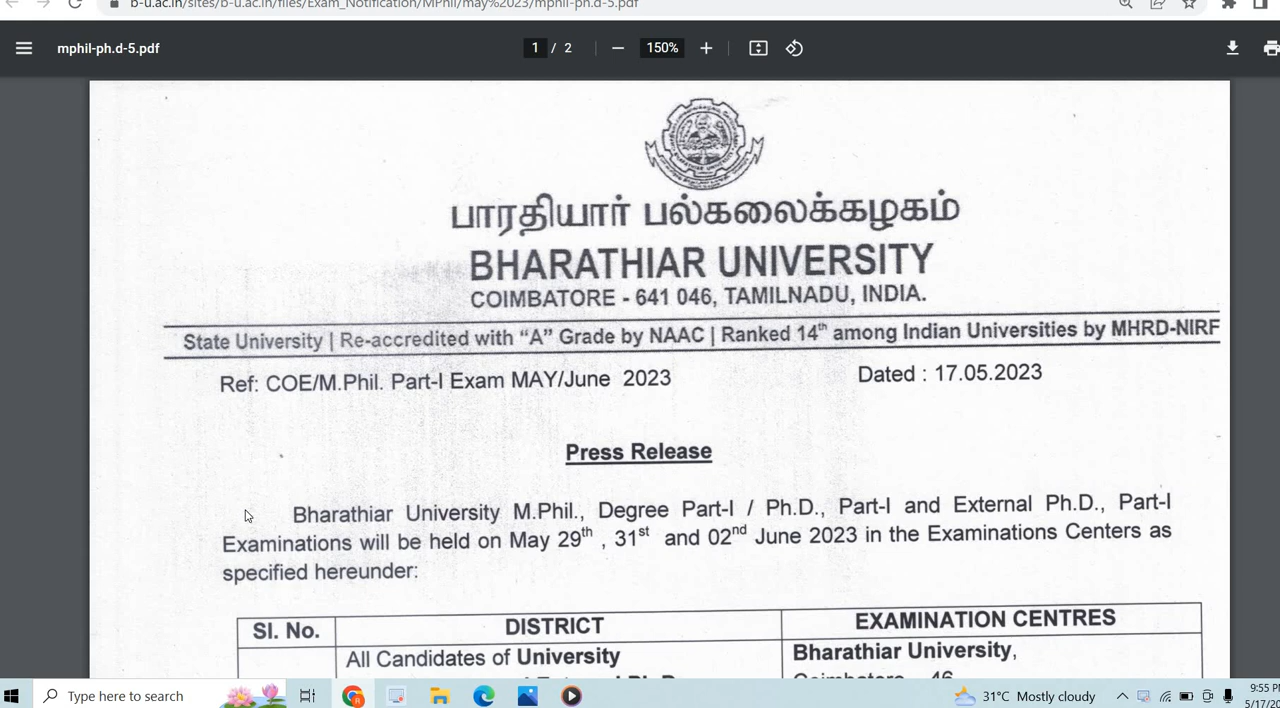 b-u.ac.in/sites/b-u.ac.in/files/Exam_Notification/MPhil/may%2023/mphil-ph.d-5.pdf
mphil-ph.d-5.pdf
1 / 2
150%
பாரதியார் பல்கலைக்கழகம்
BHARATHIAR UNIVERSITY
COIMBATORE - 641 046, TAMILNADU, INDIA.
State University | Re-accredited with “A” Grade by NAAC | Ranked 14th among Indian Universities by MHRD-NIRF
Ref: COE/M.Phil. Part-I Exam MAY/June 2023 Dated : 17.05.2023
Press Release
Bharathiar University M.Phil., Degree Part-I / Ph.D., Part-I and External Ph.D., Part-I
Examinations will be held on May 29th , 31st and 02nd June 2023 in the Examinations Centers as
specified hereunder:
SI. No. DISTRICT EXAMINATION CENTRES
All Candidates of University Bharathiar University,
Type here to search
31°C Mostly cloudy
9:55 PM
5/17/20